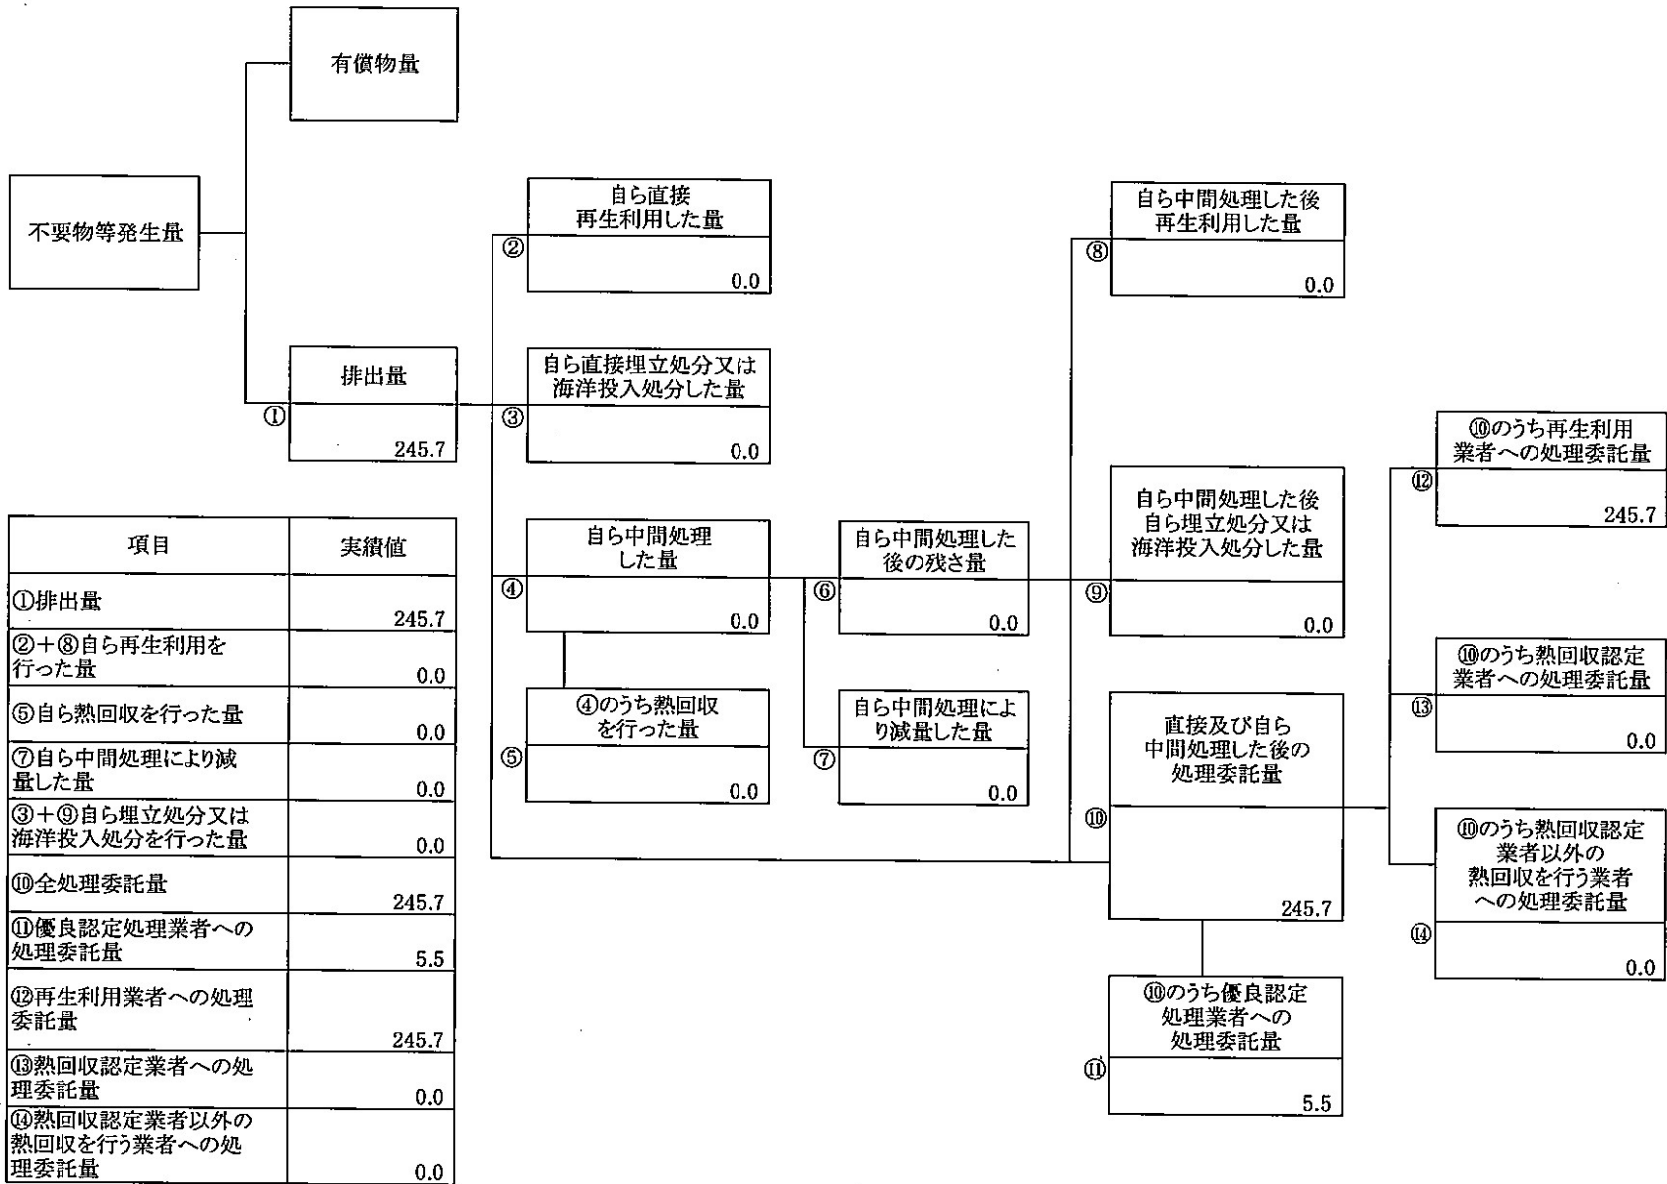 有償物量
不要物等発生量
排出量
①
245.7
自ら直接
再生利用した量
②
0.0
自ら直接埋立処分又は
海洋投入処分した量
③
0.0
自ら中間処理
した量
④
0.0
④のうち熱回収
を行った量
⑤
0.0
自ら中間処理した
後の残さ量
⑥
0.0
自ら中間処理によ
り減量した量
⑦
0.0
自ら中間処理した後
再生利用した量
⑧
0.0
自ら中間処理した後
自ら埋立処分又は
海洋投入処分した量
⑨
0.0
直接及び自ら
中間処理した後の
処理委託量
⑩
245.7
⑩のうち優良認定
処理業者への
処理委託量
⑪
5.5
⑩のうち再生利用
業者への処理委託量
⑫
245.7
⑩のうち熱回収認定
業者への処理委託量
⑬
0.0
⑩のうち熱回収認定
業者以外の
熱回収を行う業者
への処理委託量
⑭
0.0
項目 実績値
①排出量
245.7
②+⑧自ら再生利用を
行った量
0.0
⑤自ら熱回収を行った量
0.0
⑦自ら中間処理により減
量した量
0.0
③+⑨自ら埋立処分又は
海洋投入処分を行った量
0.0
⑩全処理委託量
245.7
⑪優良認定処理業者への
処理委託量
5.5
⑫再生利用業者への処理
委託量
245.7
⑬熱回収認定業者への処
理委託量
0.0
⑭熱回収認定業者以外の
熱回収を行う業者への処
理委託量
0.0